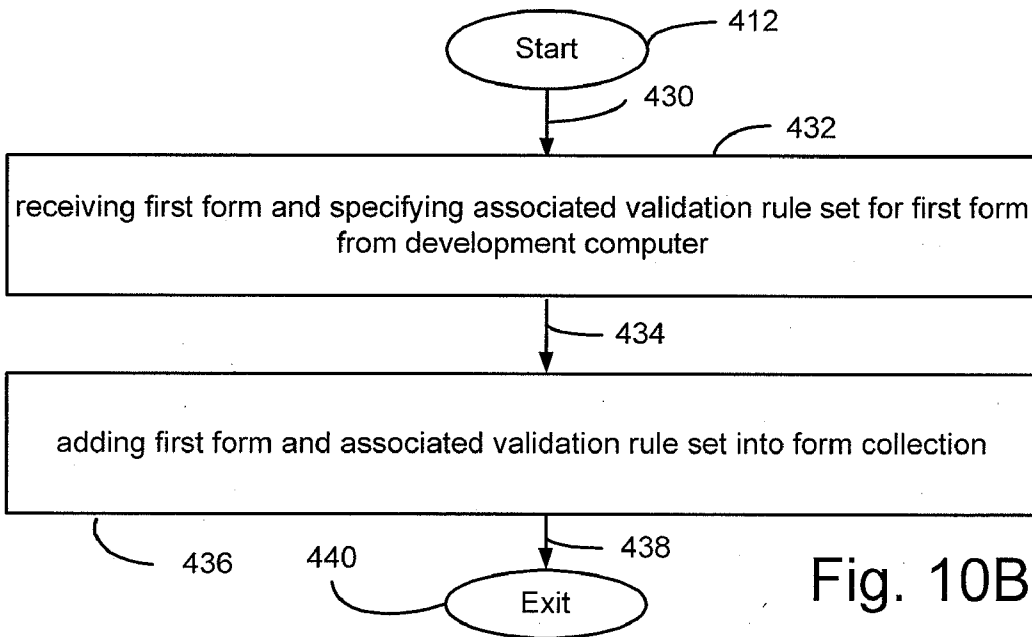 Start
412
430
432
receiving first form and specifying associated validation rule set for first form
from development computer
434
adding first form and associated validation rule set into form collection
436
440
438
Exit
Fig. 10B